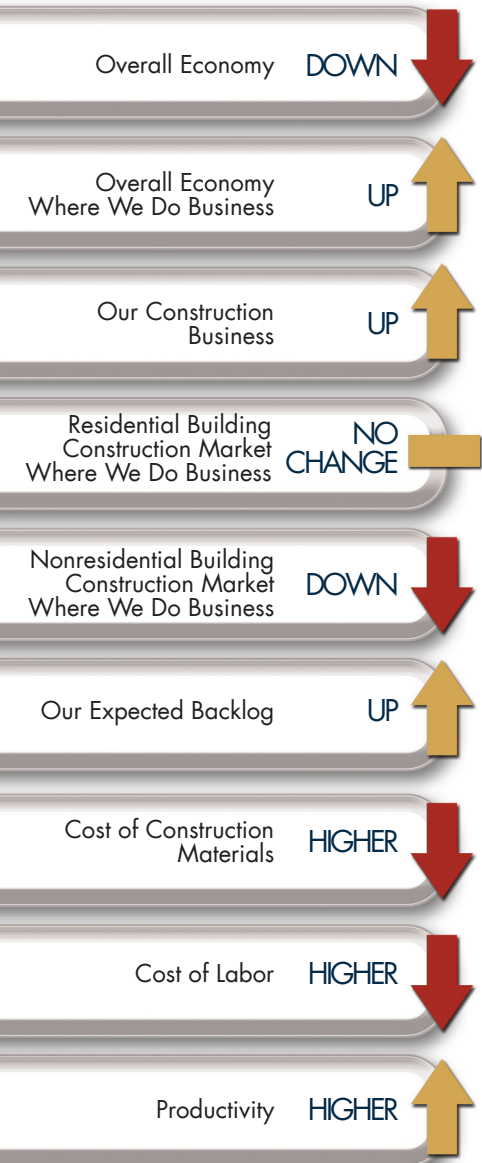 Overall Economy DOWN
Overall Economy
Where We Do Business
UP
Our Construction
Business
UP
Residential Building
Construction Market
Where We Do Business
NO
CHANGE
Nonresidential Building
Construction Market
Where We Do Business
DOWN
Our Expected Backlog UP
Cost of Construction
Materials
HIGHER
Cost of Labor HIGHER
Productivity HIGHER